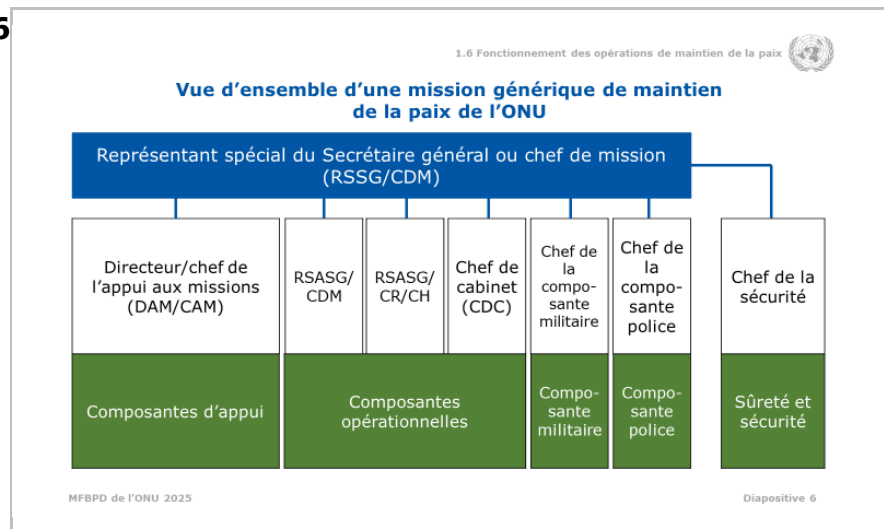 6
1.6 Fonctionnement des opérations de maintien de la paix
Vue d’ensemble d’une mission générique de maintien
de la paix de l’ONU
Représentant spécial du Secrétaire général ou chef de mission
(RSSG/CDM)
Directeur/chef de
l’appui aux missions
(DAM/CAM)
RSASG/
CDM
RSASG/
CR/CH
Chef de
cabinet
(CDC)
Chef de
la
compo-
sante
militaire
Chef de
la
compo-
sante
police
Chef de la
sécurité
Composantes d’appui
Composantes
opérationnelles
Compo-
sante
militaire
Compo-
sante
police
Sûreté et
sécurité
MFBPD de l’ONU 2025
Diapositive 6